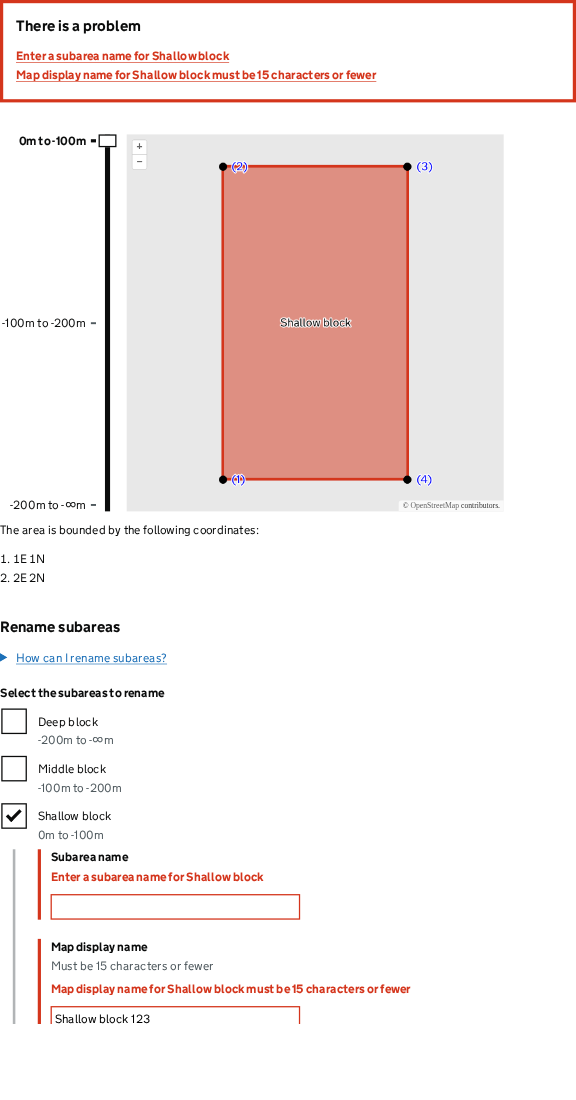 There is a problem
Enter a subarea name for Shallow block
Map display name for Shallow block must be 15 characters or fewer
0m to -100m
+
−
(2)
(3)
-100m to -200m
Shallow block
(1)
(4)
-200m to -∞m
© OpenStreetMap contributors.
The area is bounded by the following coordinates:
1. 1E 1N
2. 2E 2N
Rename subareas
How can I rename subareas?
Select the subareas to rename
Deep block
-200m to -∞m
Middle block
-100m to -200m
Shallow block
0m to -100m
Subarea name
Enter a subarea name for Shallow block
Map display name
Must be 15 characters or fewer
Map display name for Shallow block must be 15 characters or fewer
Shallow block 123